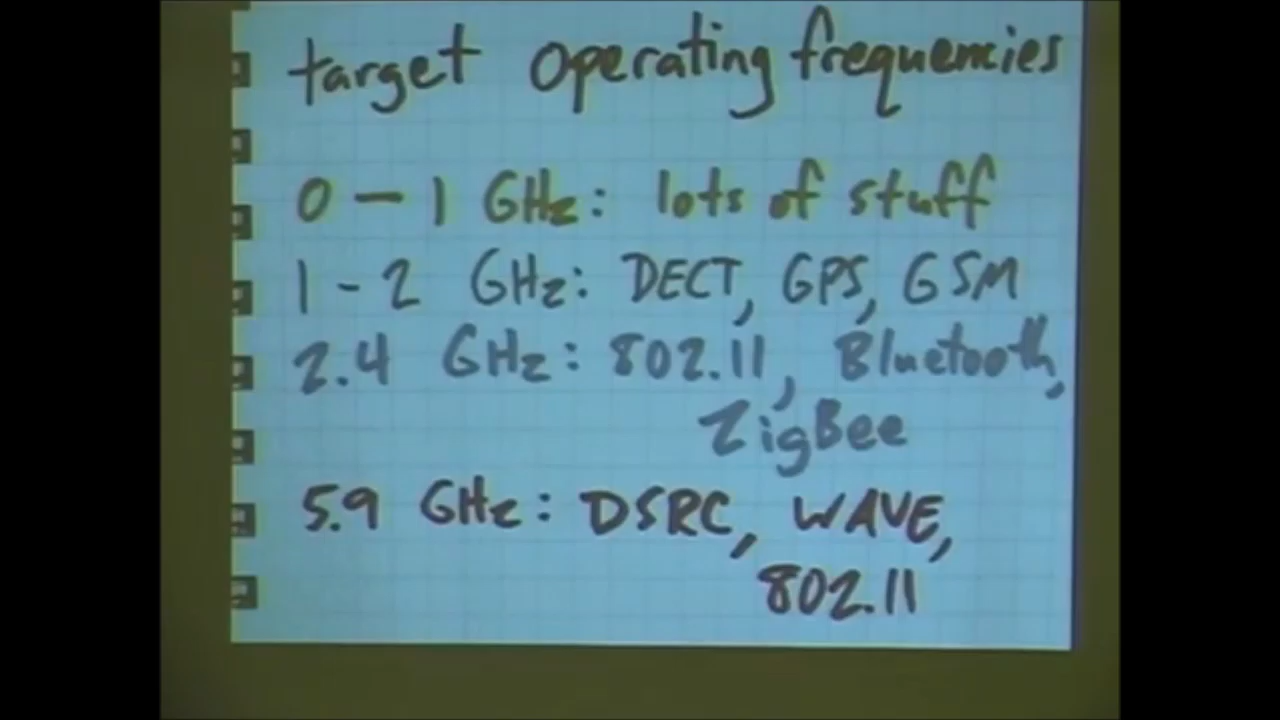 target operating frequencies
0 – 1 GHz: lots of stuff
1 - 2 GHz: DECT, GPS, GSM
2.4 GHz: 802.11, Bluetooth,
ZigBee
5.9 GHz: DSRC, WAVE,
802.11